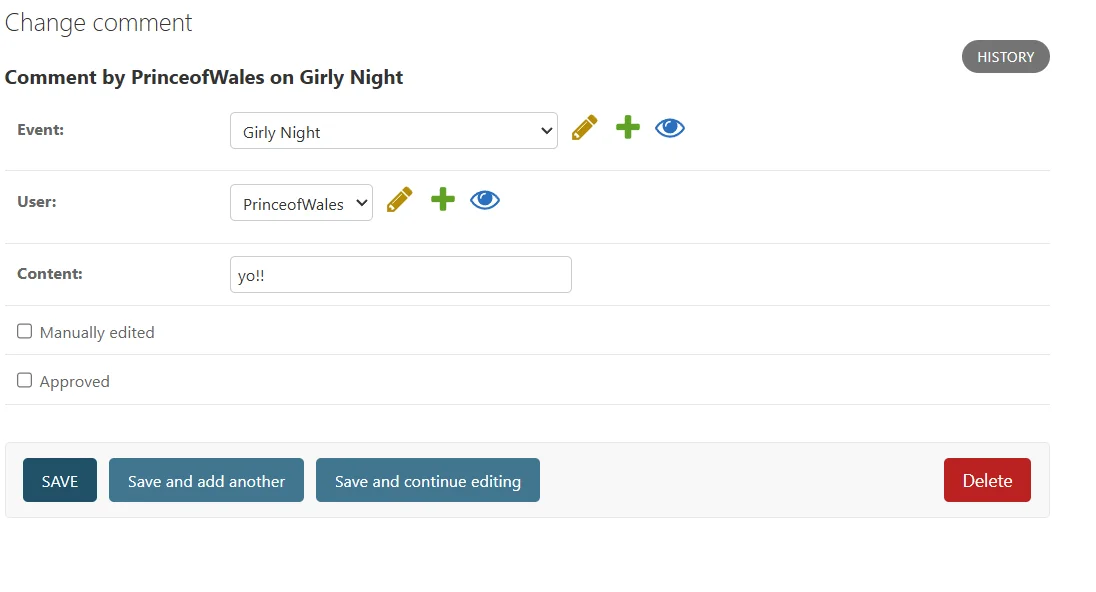 Change comment
HISTORY
Comment by PrinceofWales on Girly Night
Event: Girly Night
User: PrinceofWales
Content: yo!!
Manually edited
Approved
SAVE Save and add another Save and continue editing Delete